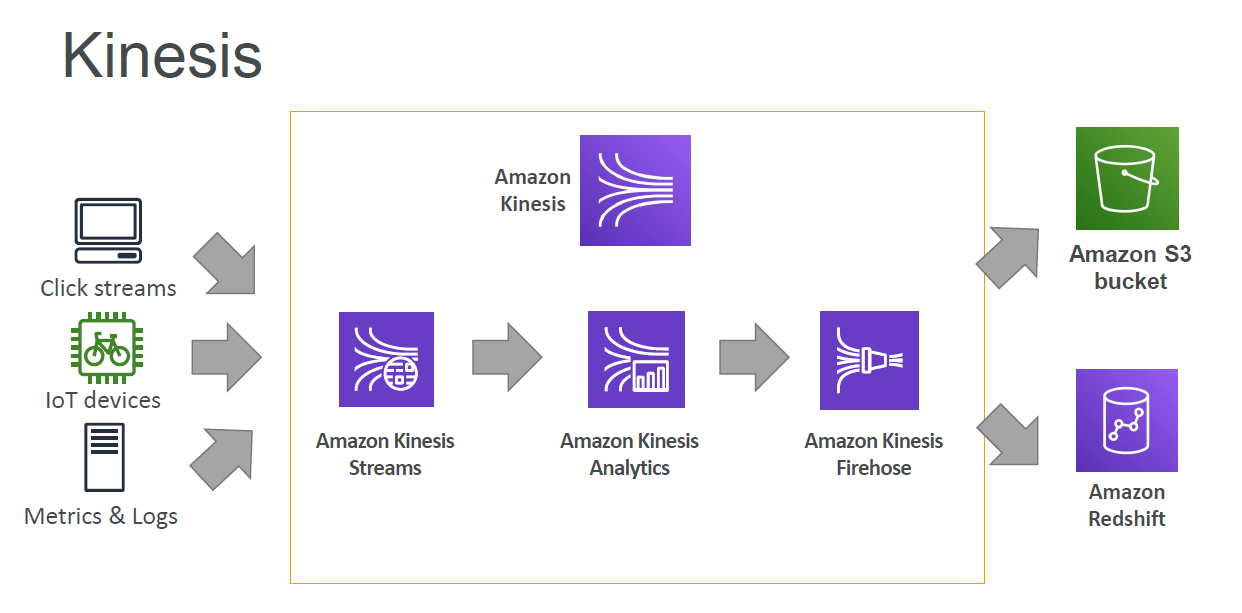 Kinesis
Amazon
Kinesis
Click streams
IoT devices
Metrics & Logs
Amazon Kinesis
Streams
Amazon Kinesis
Analytics
Amazon Kinesis
Firehose
Amazon S3
bucket
Amazon
Redshift